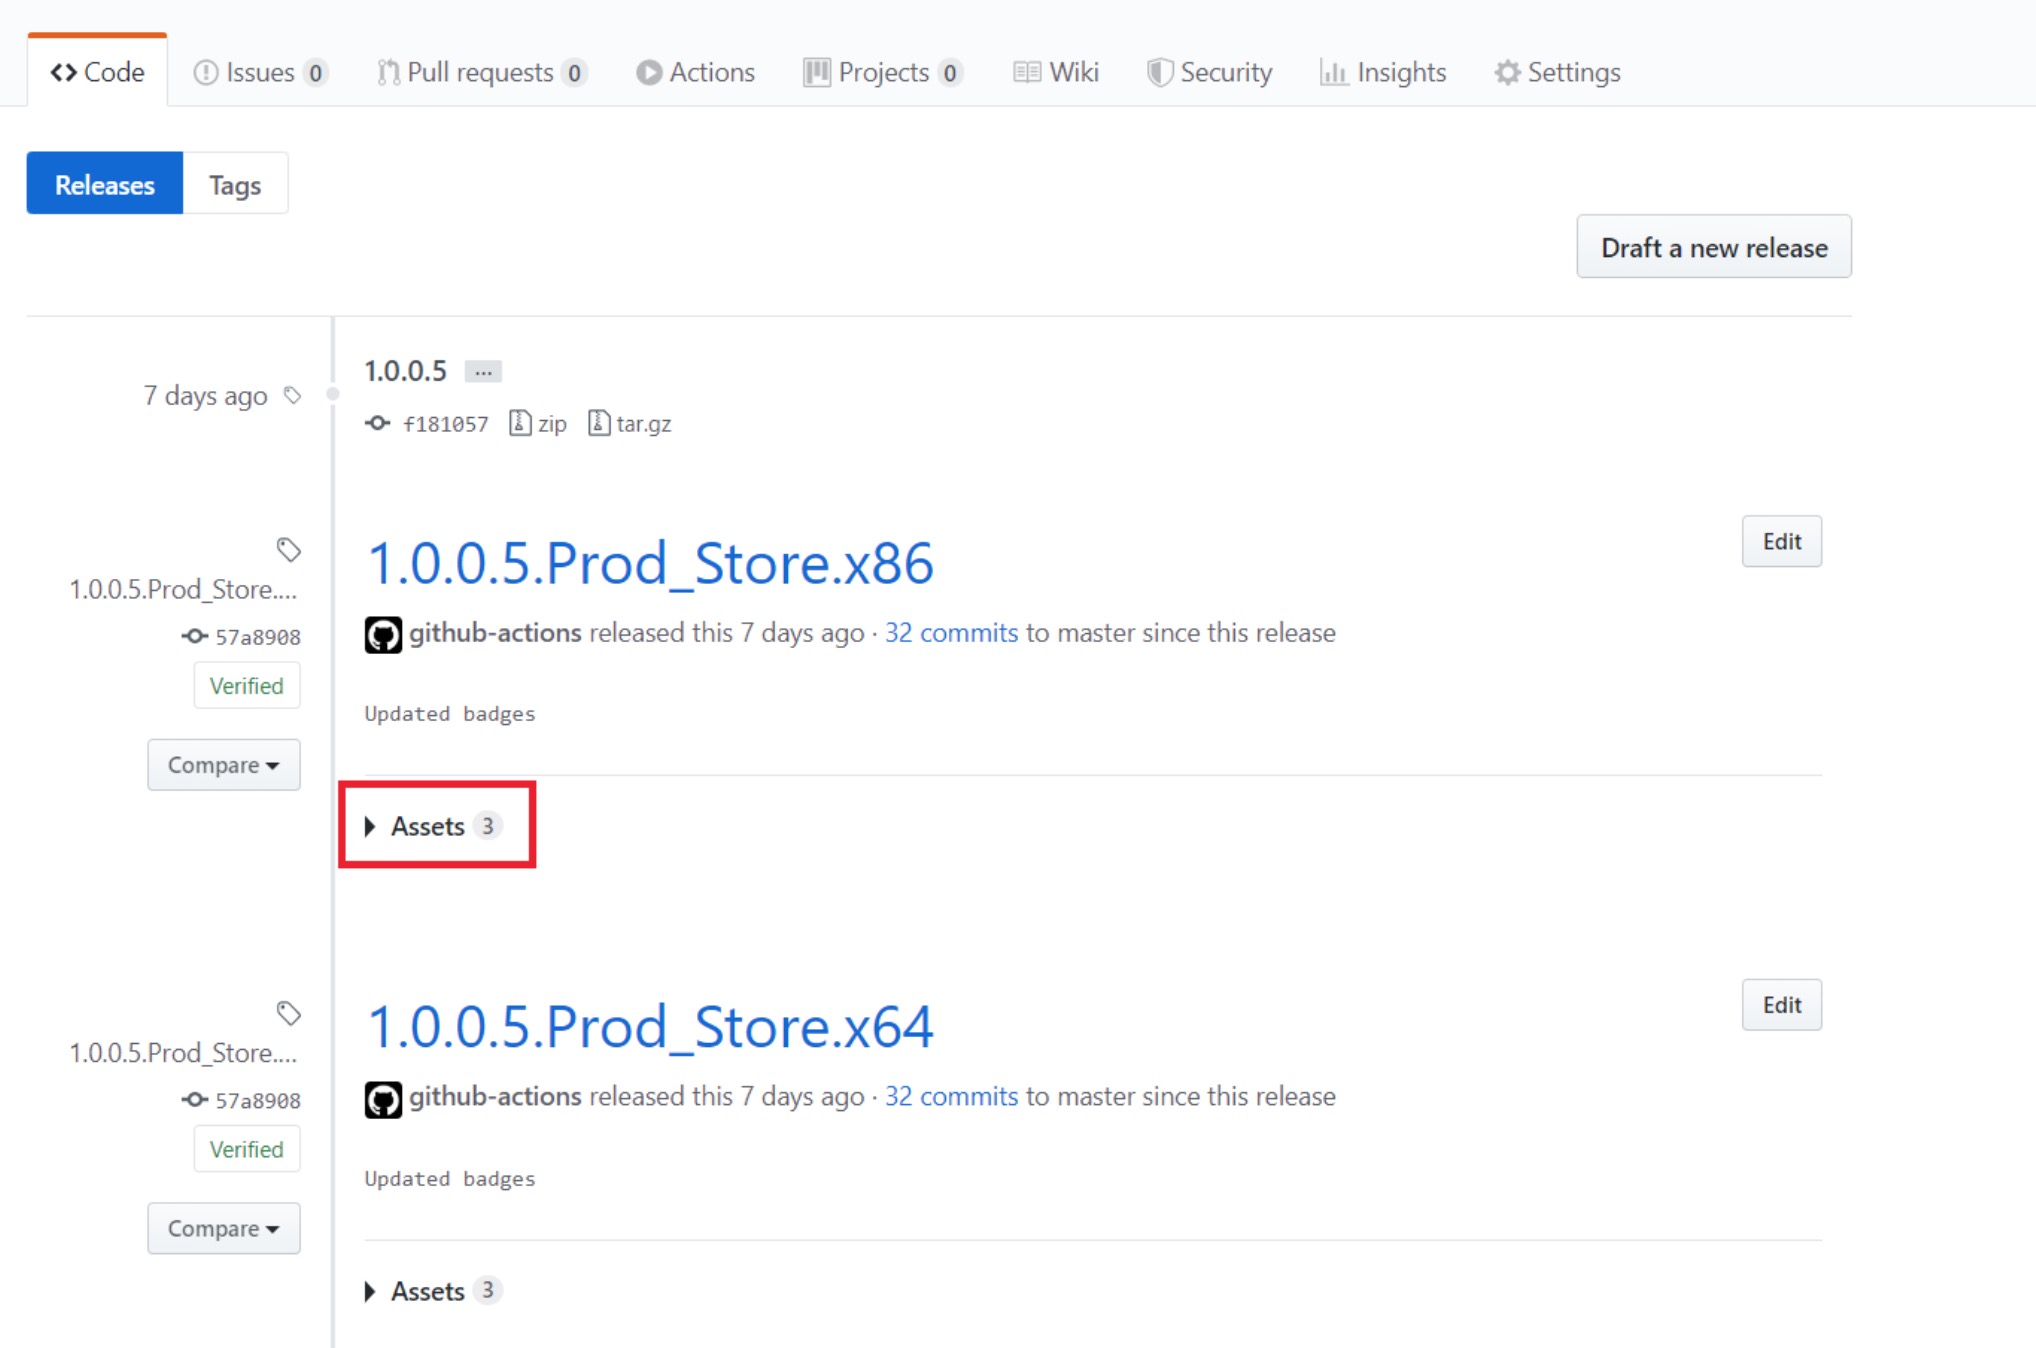 Code Issues 0 Pull requests 0 Actions Projects 0 Wiki Security Insights Settings
Releases Tags
Draft a new release
7 days ago
1.0.0.5 ...
f181057 zip tar.gz
1.0.0.5.Prod_Store....
57a8908
Verified
Compare
1.0.0.5.Prod_Store.x86
Edit
github-actions released this 7 days ago · 32 commits to master since this release
Updated badges
Assets 3
1.0.0.5.Prod_Store....
57a8908
Verified
Compare
1.0.0.5.Prod_Store.x64
Edit
github-actions released this 7 days ago · 32 commits to master since this release
Updated badges
Assets 3